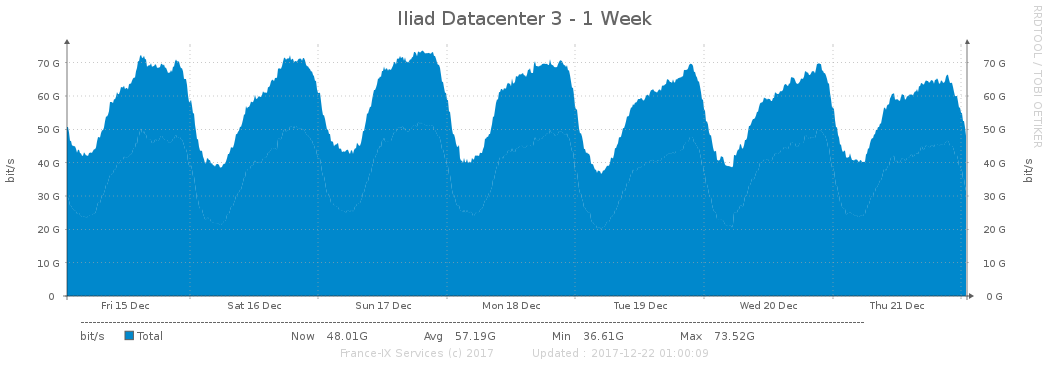 Iliad Datacenter 3 - 1 Week
RRDTOOL / TOBI OETIKER
bit/s
bit/s
70 G 70 G
60 G 60 G
50 G 50 G
40 G 40 G
30 G 30 G
20 G 20 G
10 G 10 G
0 0 G
Fri 15 Dec Sat 16 Dec Sun 17 Dec Mon 18 Dec Tue 19 Dec Wed 20 Dec Thu 21 Dec
bit/s Total Now 48.01G Avg 57.19G Min 36.61G Max 73.52G
France-IX Services (c) 2017 Updated : 2017-12-22 01:00:09